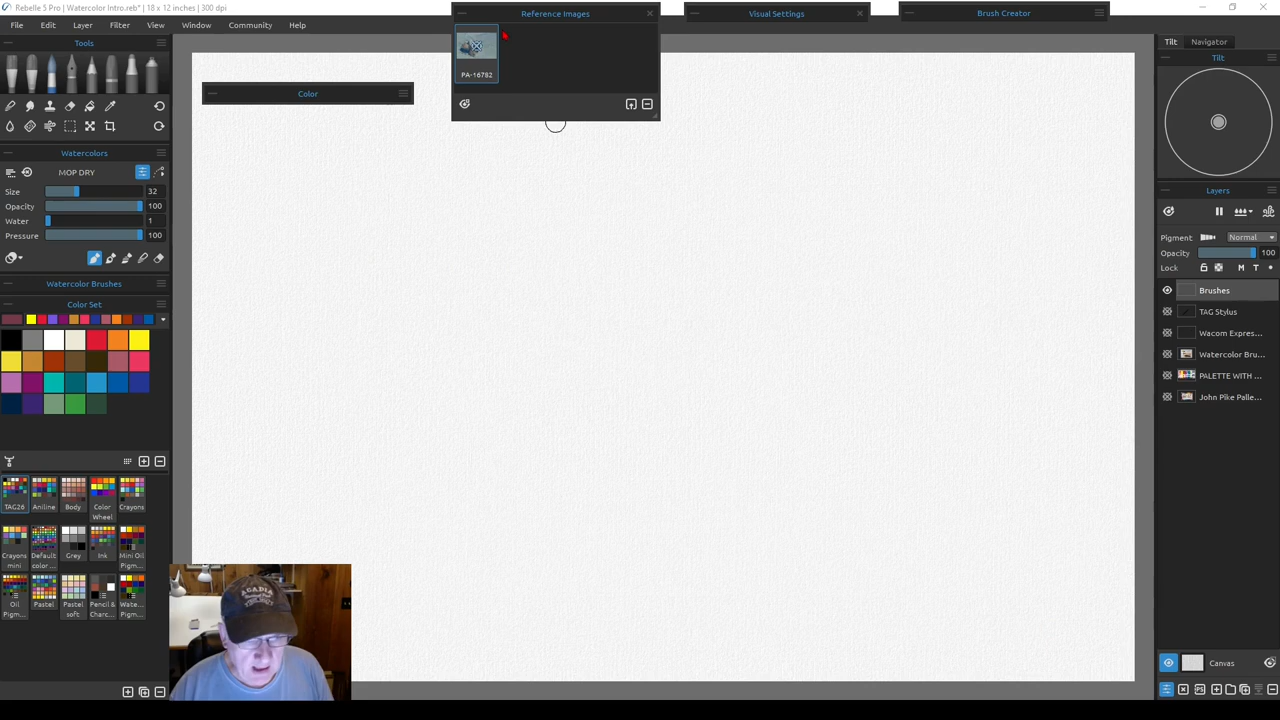 Rebelle 5 Pro | Watercolor Intro.reb* | 18 x 12 inches | 300 dpi
File Edit Layer Filter View Window Community Help
Reference Images
PA-16782
Visual Settings
Brush Creator
Color
Tools
Watercolors
MOP DRY
Size 32
Opacity 100
Water 1
Pressure 100
Watercolor Brushes
Color Set
TAG26 Aniline Body Color Wheel Crayons
Crayons mini Default color ... Grey Ink Mini Oil Pigm...
Oil Pigm... Pastel Pastel soft Pencil & Charc... Wate... Pigm...
ACADIA
Tilt Navigator
Tilt
Layers
Pigment Normal
Opacity 100
Lock M T
Brushes
TAG Stylus
Wacom Expres...
Watercolor Bru...
PALETTE WITH ...
John Pike Palle...
Canvas
PS